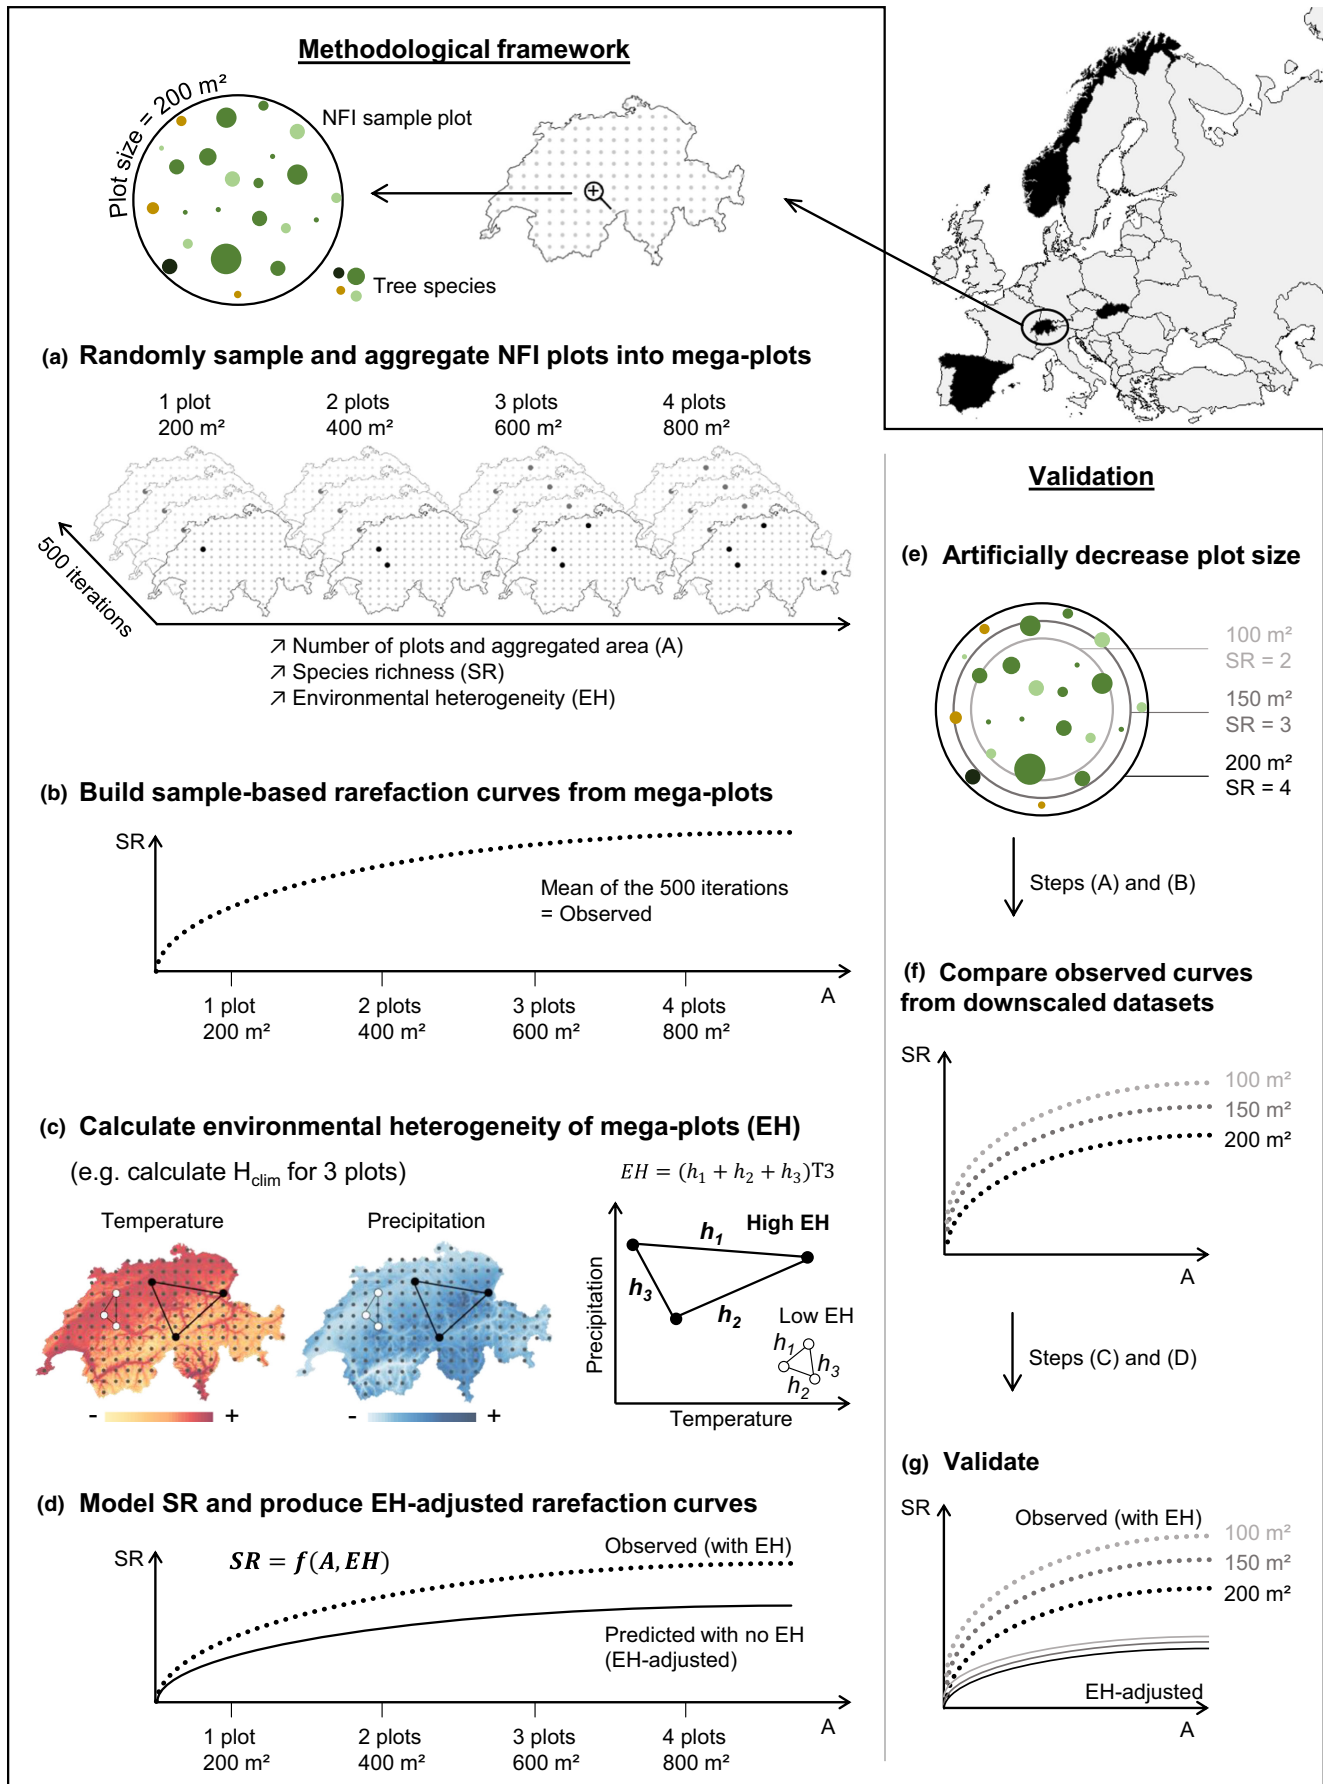 Methodological framework
Plot size = 200 m²
NFI sample plot
Tree species
(a) Randomly sample and aggregate NFI plots into mega-plots
1 plot
200 m²
2 plots
400 m²
3 plots
600 m²
4 plots
800 m²
500 iterations
↗ Number of plots and aggregated area (A)
↗ Species richness (SR)
↗ Environmental heterogeneity (EH)
(b) Build sample-based rarefaction curves from mega-plots
SR
Mean of the 500 iterations
= Observed
A
1 plot
200 m²
2 plots
400 m²
3 plots
600 m²
4 plots
800 m²
(c) Calculate environmental heterogeneity of mega-plots (EH)
(e.g. calculate Hclim for 3 plots)
EH = (h1 + h2 + h3)T3
Temperature
- +
Precipitation
- +
Precipitation
High EH
h1
h3
h2
Low EH
h1
h3
h2
Temperature
(d) Model SR and produce EH-adjusted rarefaction curves
SR
SR = f(A, EH)
Observed (with EH)
Predicted with no EH
(EH-adjusted)
A
1 plot
200 m²
2 plots
400 m²
3 plots
600 m²
4 plots
800 m²
Validation
(e) Artificially decrease plot size
100 m²
SR = 2
150 m²
SR = 3
200 m²
SR = 4
Steps (A) and (B)
(f) Compare observed curves
from downscaled datasets
SR
100 m²
150 m²
200 m²
A
Steps (C) and (D)
(g) Validate
SR
Observed (with EH)
100 m²
150 m²
200 m²
EH-adjusted
A